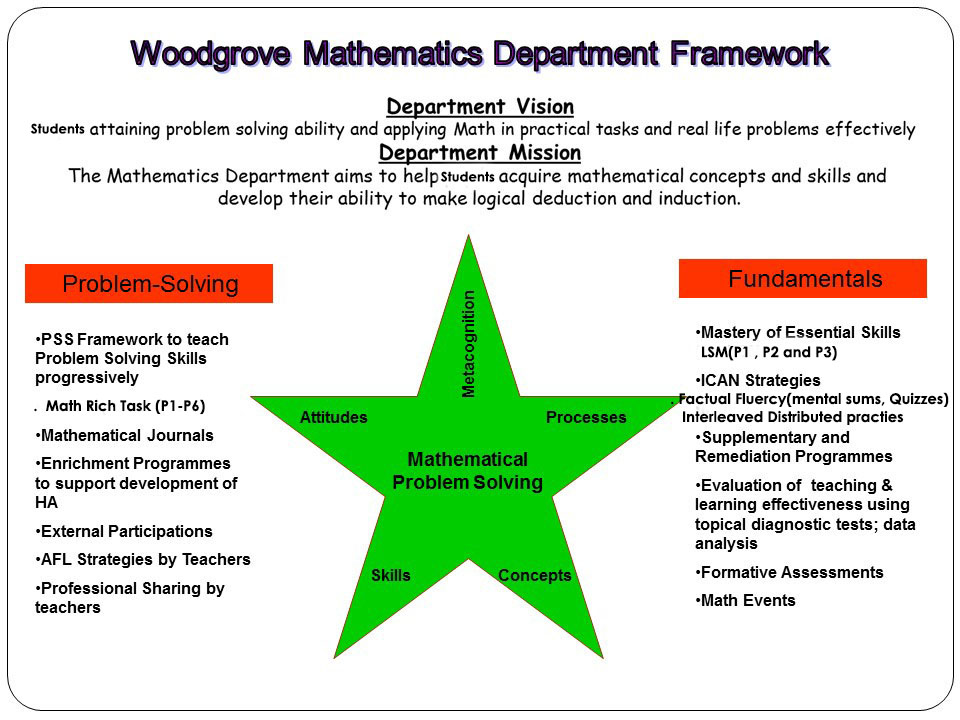 Woodgrove Mathematics Department Framework
Department Vision
Students attaining problem solving ability and applying Math in practical tasks and real life problems effectively
Department Mission
The Mathematics Department aims to help Students acquire mathematical concepts and skills and
develop their ability to make logical deduction and induction.
Problem-Solving
•PSS Framework to teach
Problem Solving Skills
progressively
. Math Rich Task (P1-P6)
•Mathematical Journals
•Enrichment Programmes
to support development of
HA
•External Participations
•AFL Strategies by Teachers
•Professional Sharing by
teachers
Metacognition
Attitudes
Processes
Mathematical
Problem Solving
Skills
Concepts
Fundamentals
•Mastery of Essential Skills
LSM(P1 , P2 and P3)
•ICAN Strategies
. Factual Fluercy(mental sums, Quizzes)
Interleaved Distributed practies
•Supplementary and
Remediation Programmes
•Evaluation of teaching &
learning effectiveness using
topical diagnostic tests; data
analysis
•Formative Assessments
•Math Events